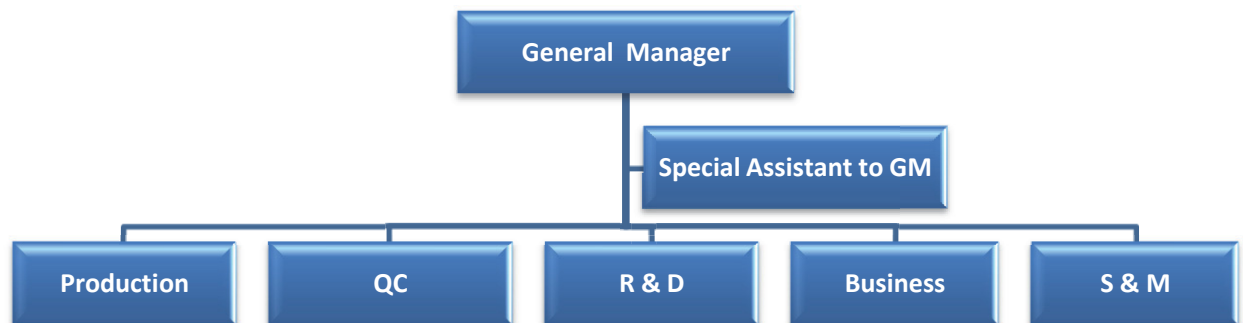 General Manager
Special Assistant to GM
Production
QC
R & D
Business
S & M